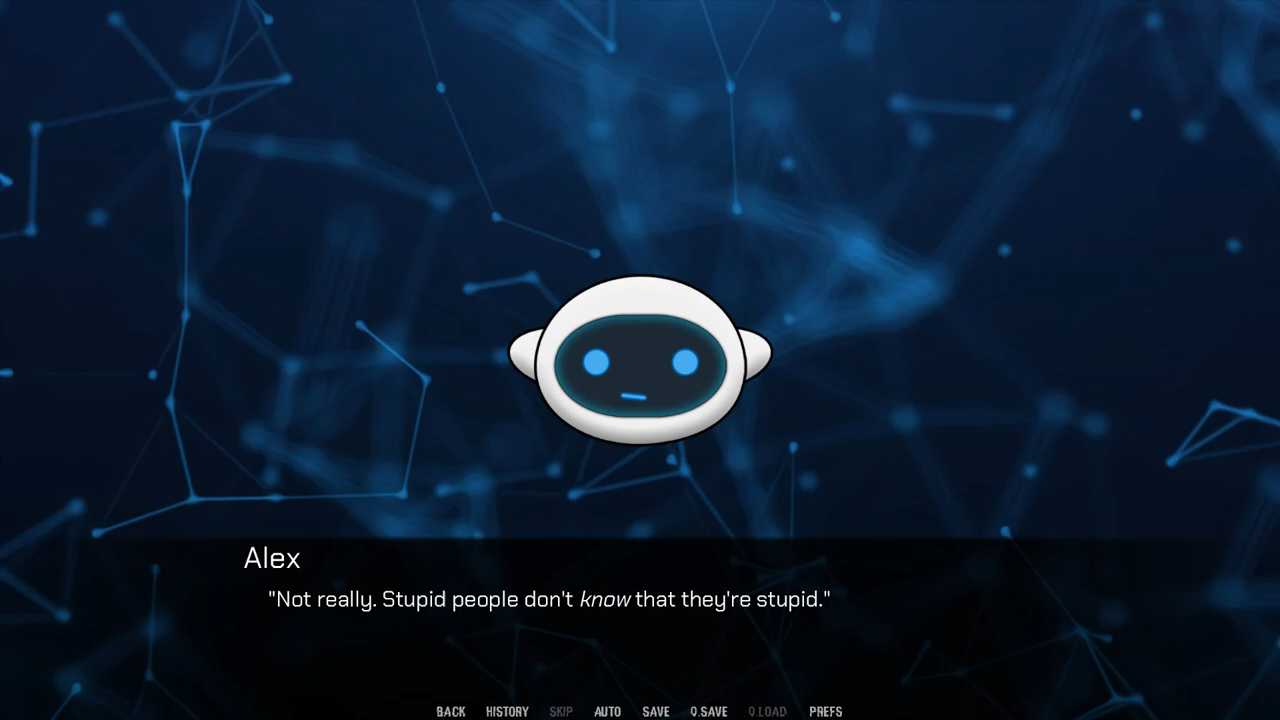 Alex
"Not really. Stupid people don't know that they're stupid."
BACK HISTORY SKIP AUTO SAVE Q.SAVE Q.LOAD PREFS